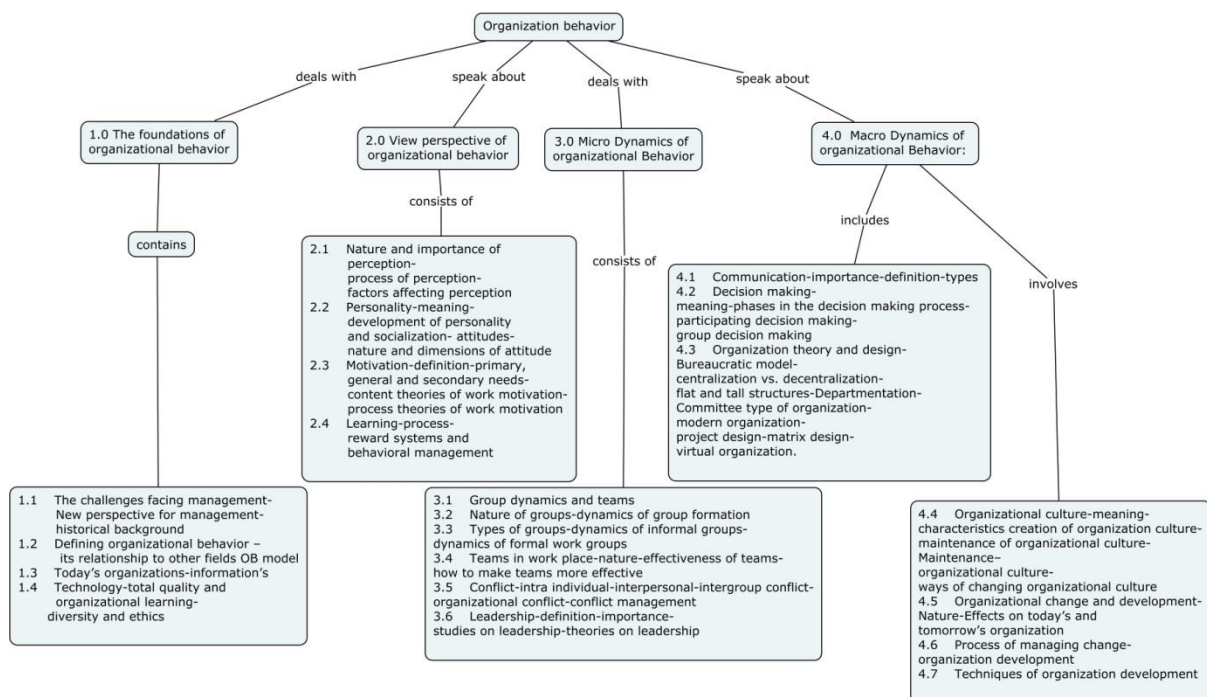 Organization behavior
deals with
speak about
deals with
speak about
1.0 The foundations of
organizational behavior
2.0 View perspective of
organizational behavior
3.0 Micro Dynamics of
organizational Behavior
4.0 Macro Dynamics of
organizational Behavior:
contains
consists of
consists of
includes
involves
2.1 Nature and importance of
perception-
process of perception-
factors affecting perception
2.2 Personality-meaning-
development of personality
and socialization- attitudes-
nature and dimensions of attitude
2.3 Motivation-definition-primary,
general and secondary needs-
content theories of work motivation-
process theories of work motivation
2.4 Learning-process-
reward systems and
behavioral management
4.1 Communication-importance-definition-types
4.2 Decision making-
meaning-phases in the decision making process-
participating decision making-
group decision making
4.3 Organization theory and design-
Bureaucratic model-
centralization vs. decentralization-
flat and tall structures-Departmentation-
Committee type of organization-
modern organization-
project design-matrix design-
virtual organization.
1.1 The challenges facing management-
New perspective for management-
historical background
1.2 Defining organizational behavior –
its relationship to other fields OB model
1.3 Today’s organizations-information’s
1.4 Technology-total quality and
organizational learning-
diversity and ethics
3.1 Group dynamics and teams
3.2 Nature of groups-dynamics of group formation
3.3 Types of groups-dynamics of informal groups-
dynamics of formal work groups
3.4 Teams in work place-nature-effectiveness of teams-
how to make teams more effective
3.5 Conflict-intra individual-interpersonal-intergroup conflict-
organizational conflict-conflict management
3.6 Leadership-definition-importance-
studies on leadership-theories on leadership
4.4 Organizational culture-meaning-
characteristics creation of organization culture-
maintenance of organizational culture-
Maintenance–
organizational culture-
ways of changing organizational culture
4.5 Organizational change and development-
Nature-Effects on today’s and
tomorrow’s organization
4.6 Process of managing change-
organization development
4.7 Techniques of organization development